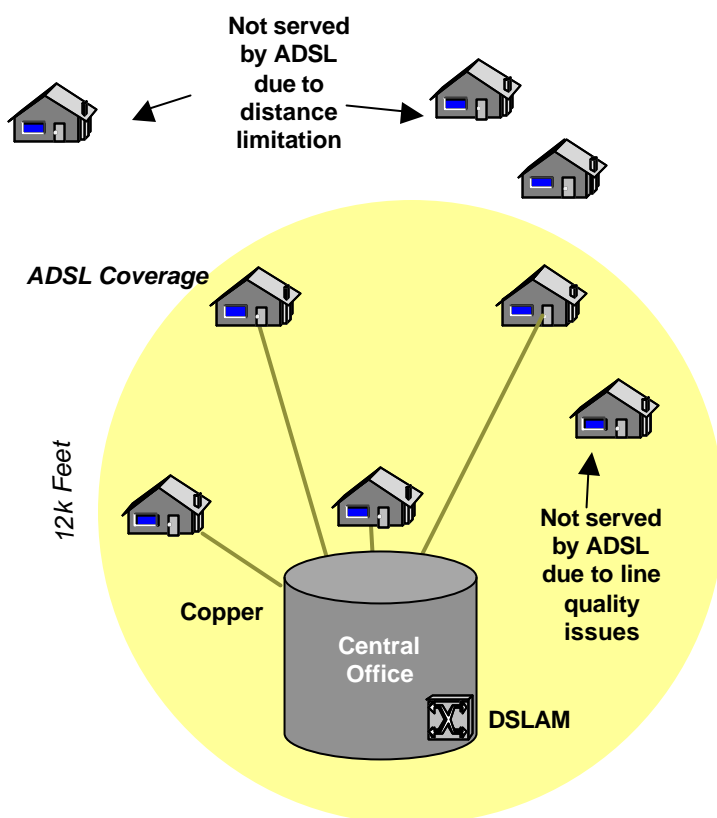 Not served
by ADSL
due to
distance
limitation
ADSL Coverage
12k Feet
Not served
by ADSL
due to line
quality
issues
Copper
Central
Office
DSLAM